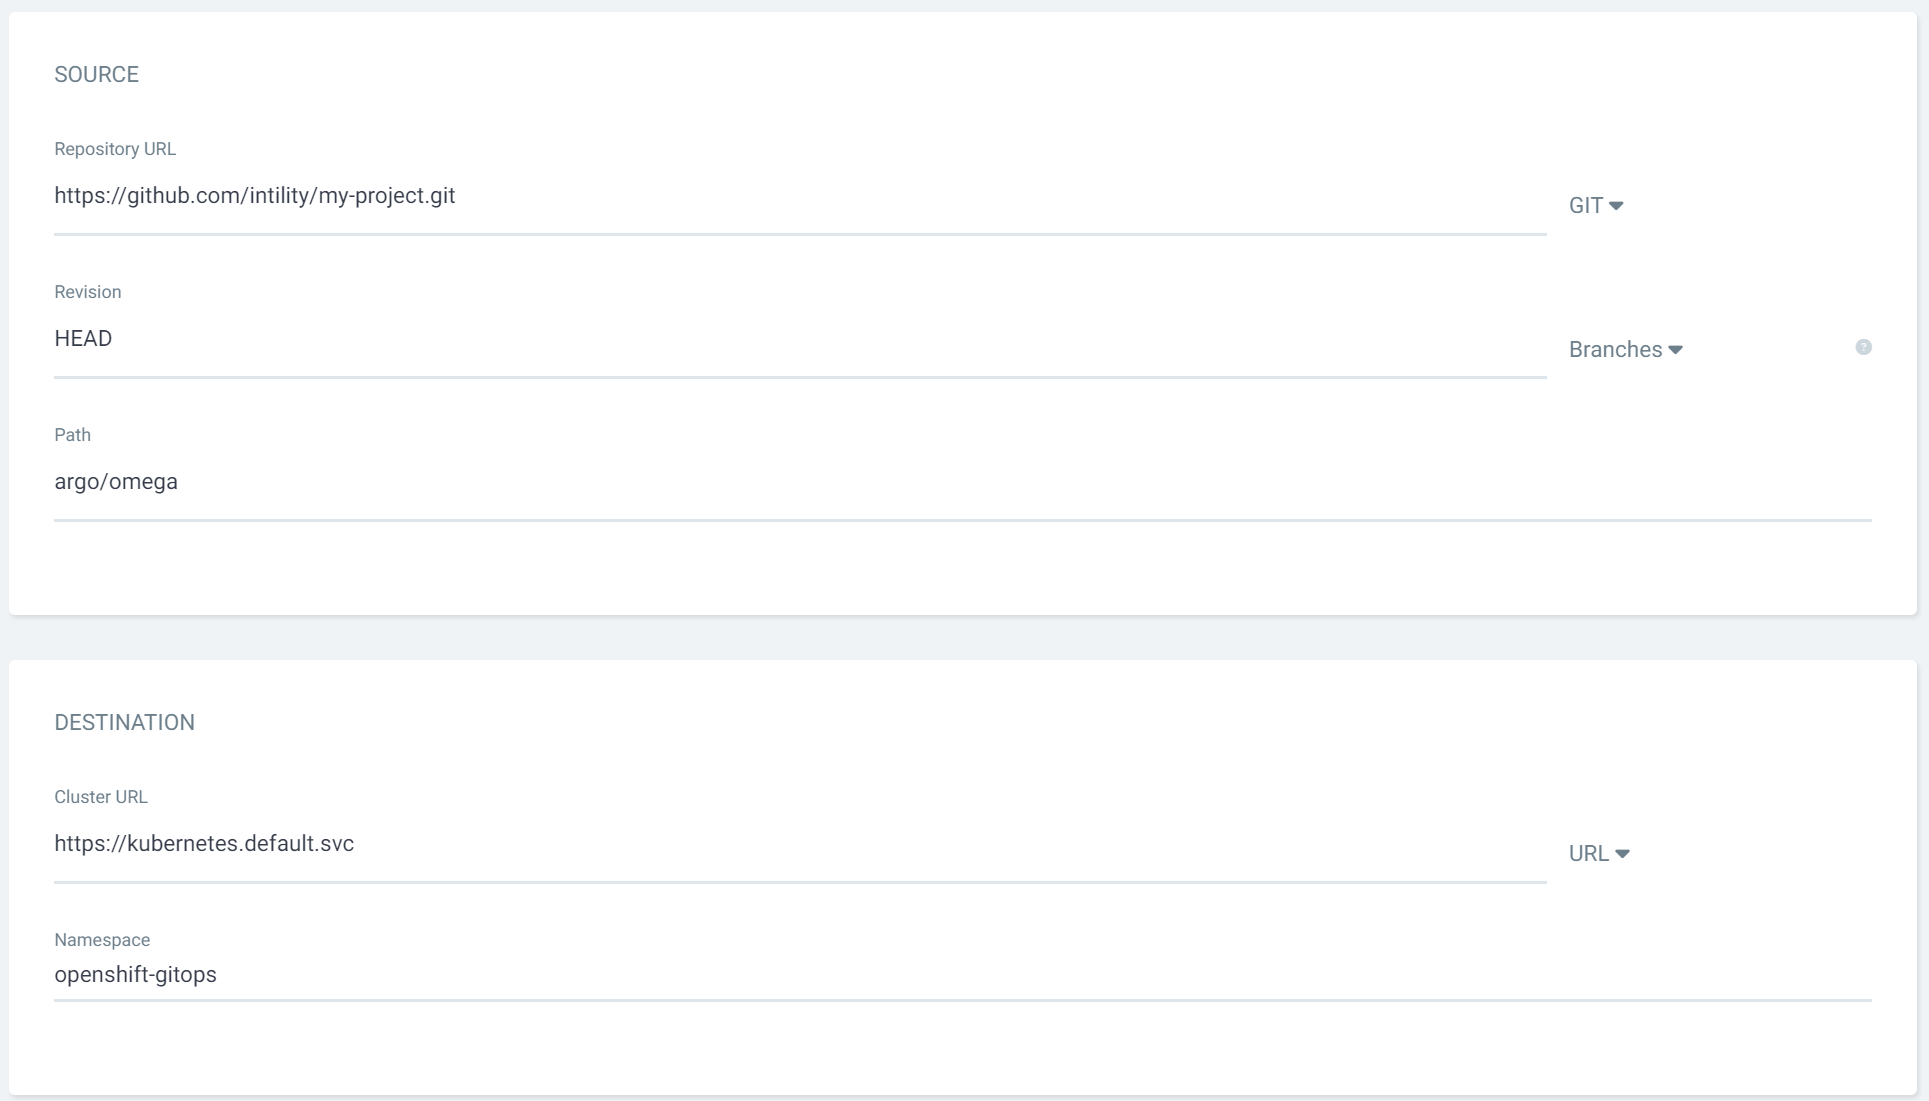 SOURCE
Repository URL
https://github.com/intility/my-project.git
GIT
Revision
HEAD
Branches
?
Path
argo/omega
DESTINATION
Cluster URL
https://kubernetes.default.svc
URL
Namespace
openshift-gitops